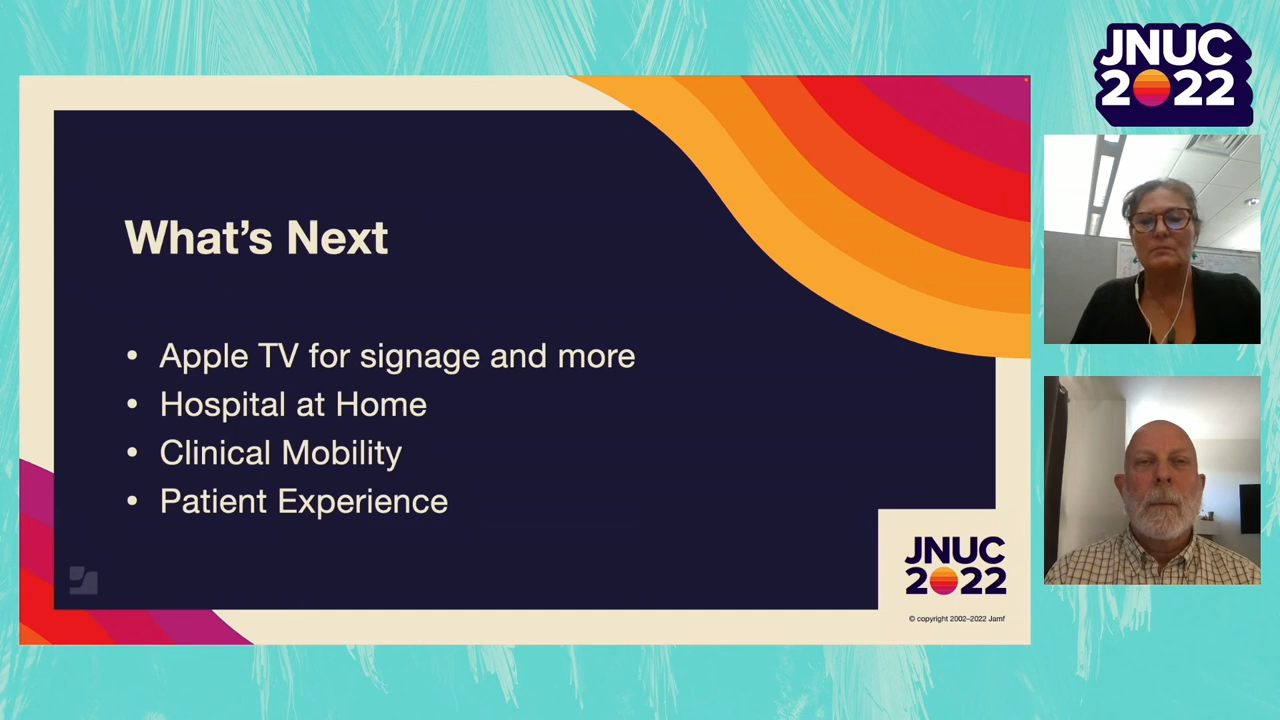 JNUC
2022
What's Next
• Apple TV for signage and more
• Hospital at Home
• Clinical Mobility
• Patient Experience
JNUC
2022
© copyright 2002–2022 Jamf